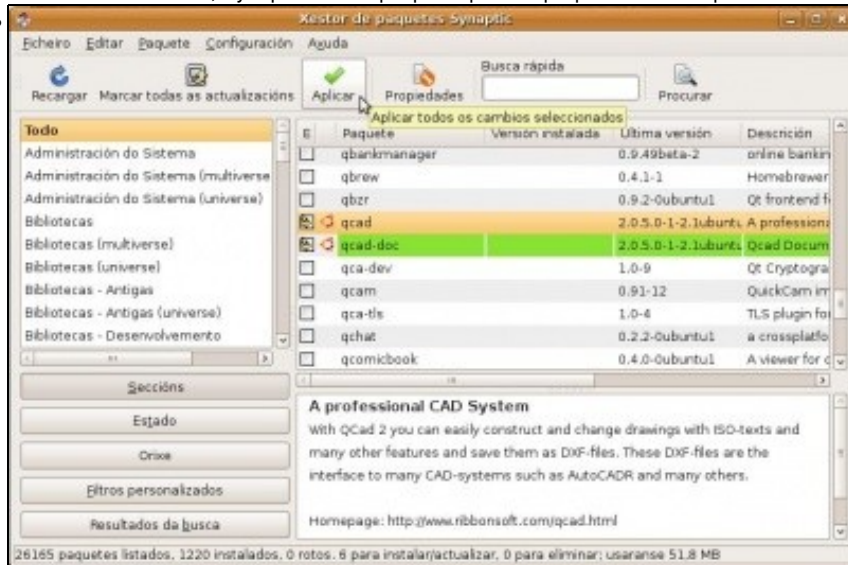 Xestor de paquetes Synaptic
Ficheiro Editar Paquete Configuración Axuda
Busca rápida
Recargar Marcar todas as actualizacións Aplicar Propiedades Procurar
Aplicar todos os cambios seleccionados
Todo
Administración do Sistema
Administración do Sistema (multiverse
Administración do Sistema (universe)
Bibliotecas
Bibliotecas (multiverse)
Bibliotecas (universe)
Bibliotecas - Antigas
Bibliotecas - Antigas (universe)
Bibliotecas - Desenvolvemento
E Paquete Versión instalada Última versión Descrición
qbankmanager 0.9.49beta-2 online bankin
qbrew 0.4.1-1 Homebrewer
qbzr 0.9.2-0ubuntu1 Qt frontend f
qcad 2.0.5.0-1-2.1ubuntu A professiona
qcad-doc 2.0.5.0-1-2.1ubuntu Qcad Docum
qca-dev 1.0-9 Qt Cryptogra
qcam 0.91-12 QuickCam im
qca-tls 1.0-4 TLS plugin for
qchat 0.2.2-0ubuntu1 a crossplatfo
qcomicbook 0.4.0-0ubuntu1 A viewer for c
Seccións
Estado
Orixe
Filtros personalizados
Resultados da busca
A professional CAD System
With QCad 2 you can easily construct and change drawings with ISO-texts and
many other features and save them as DXF-files. These DXF-files are the
interface to many CAD-systems such as AutoCADR and many others.
Homepage: http://www.ribbonsoft.com/qcad.html
26165 paquetes listados, 1220 instalados, 0 rotos. 6 para instalar/actualizar, 0 para eliminar; usaranse 51,8 MB